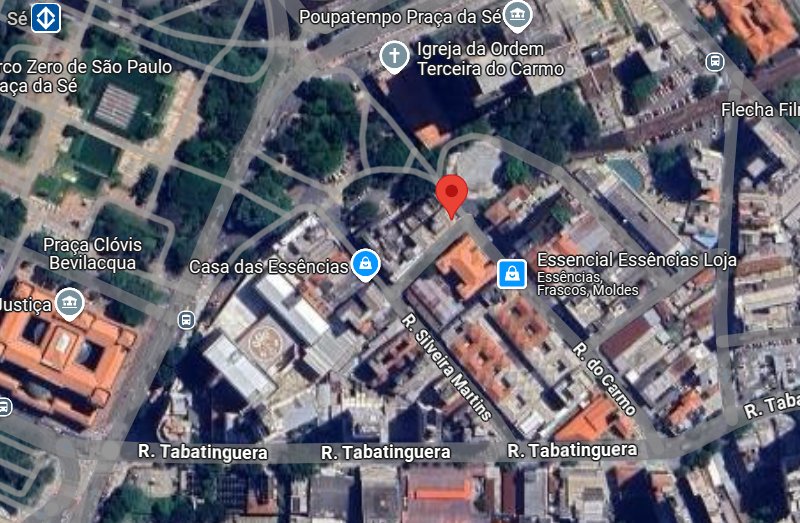 Sé
Poupatempo Praça da Sé
Igreja da Ordem
Terceira do Carmo
rco Zero de São Paulo
aça da Sé
Flecha Fil
Praça Clóvis
Bevilacqua
Casa das Essências
Essencial Essências Loja
Essências,
Frascos, Moldes
Justiça
R. Silveira Martins
R. do Carmo
R. Taba
R. Tabatinguera
R. Tabatinguera
R. Tabatinguera